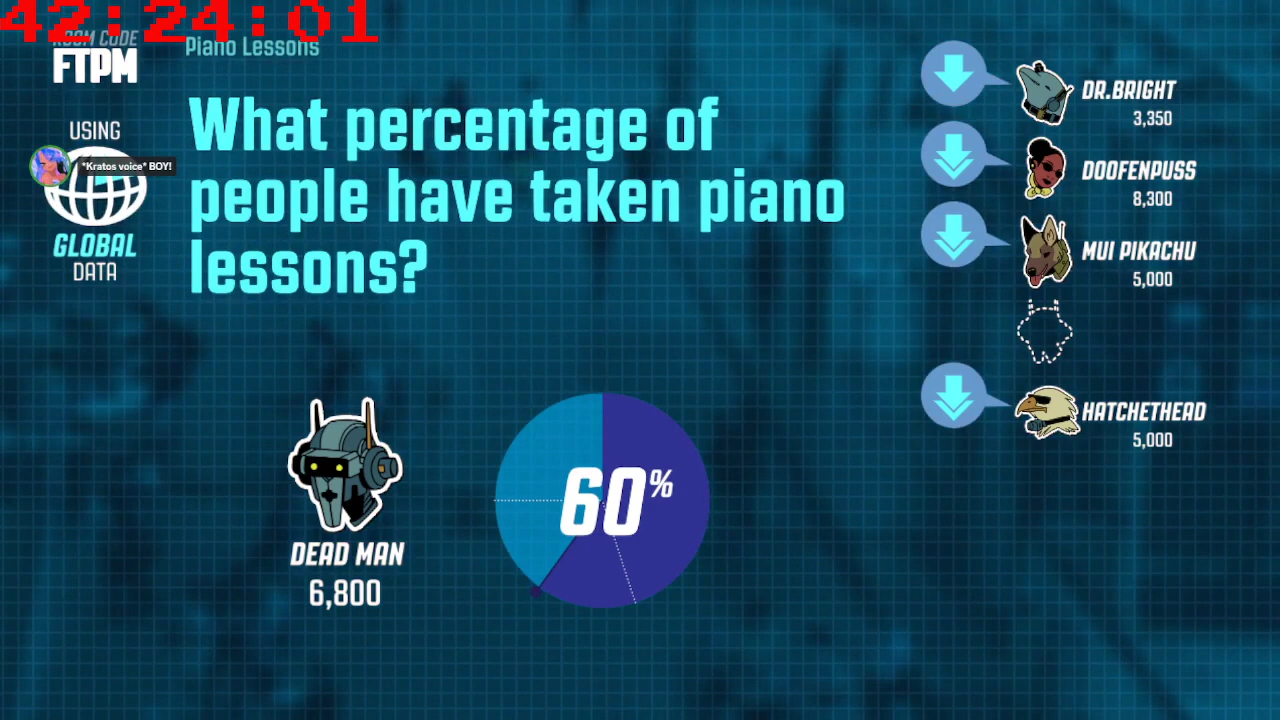 42:24:01
ROOM CODE
FTPM
Piano Lessons
What percentage of
people have taken piano
lessons?
USING
*Kratos voice* BOY!
GLOBAL
DATA
DR.BRIGHT
3,350
DOOFENPUSS
8,300
MUI PIKACHU
5,000
HATCHETHEAD
5,000
60%
DEAD MAN
6,800